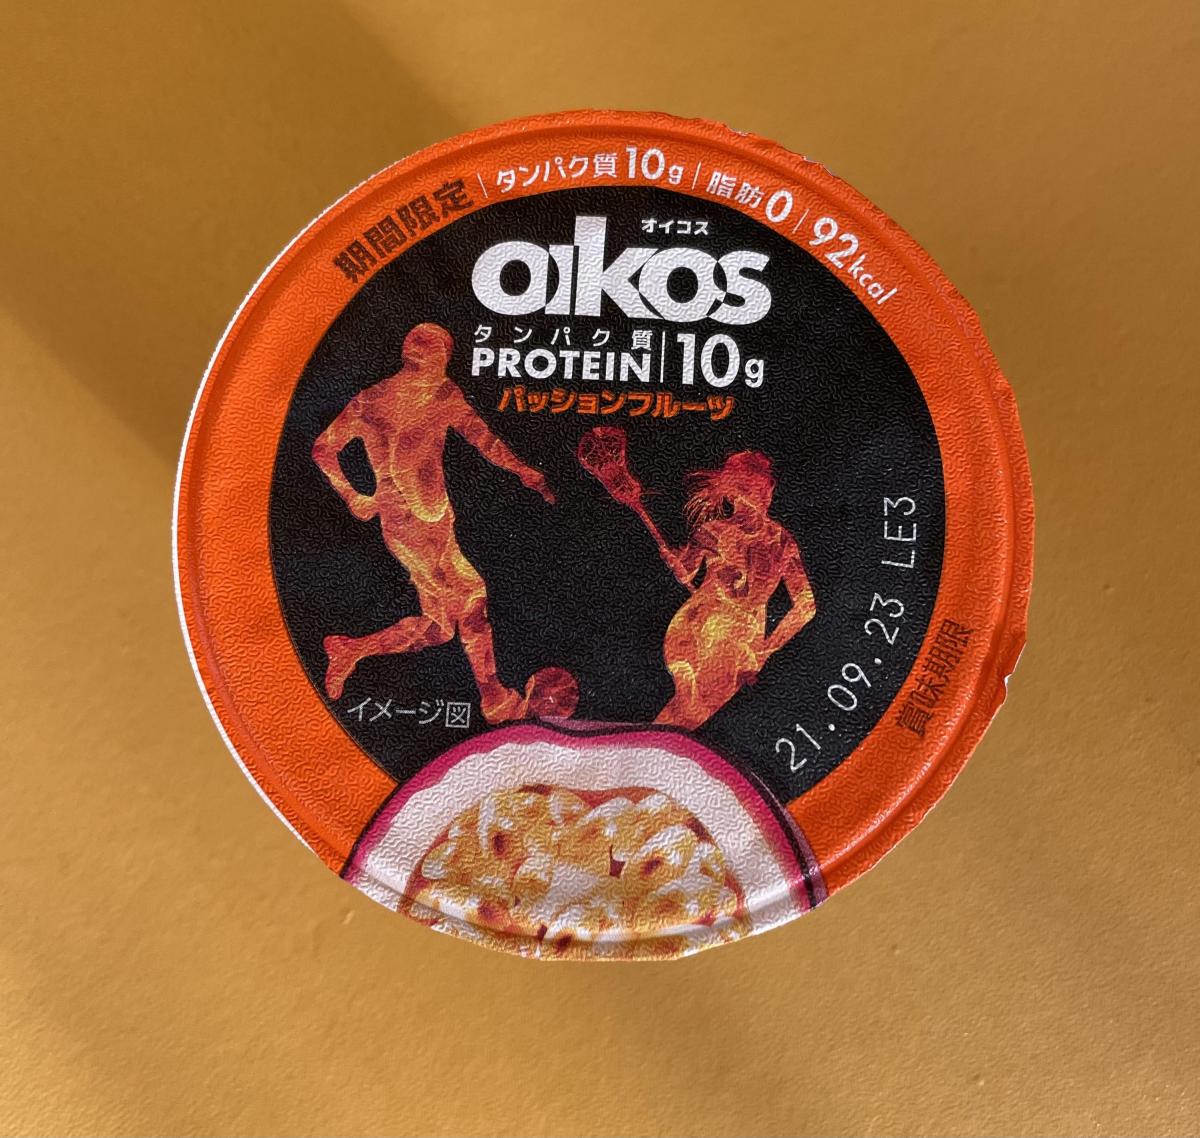 期間限定 | タンパク質10g | 脂肪0 | 92kcal
オイコス
oikos
タンパク質
PROTEIN | 10g
パッションフルーツ
イメージ図
21.09.23 LE3
賞味期限